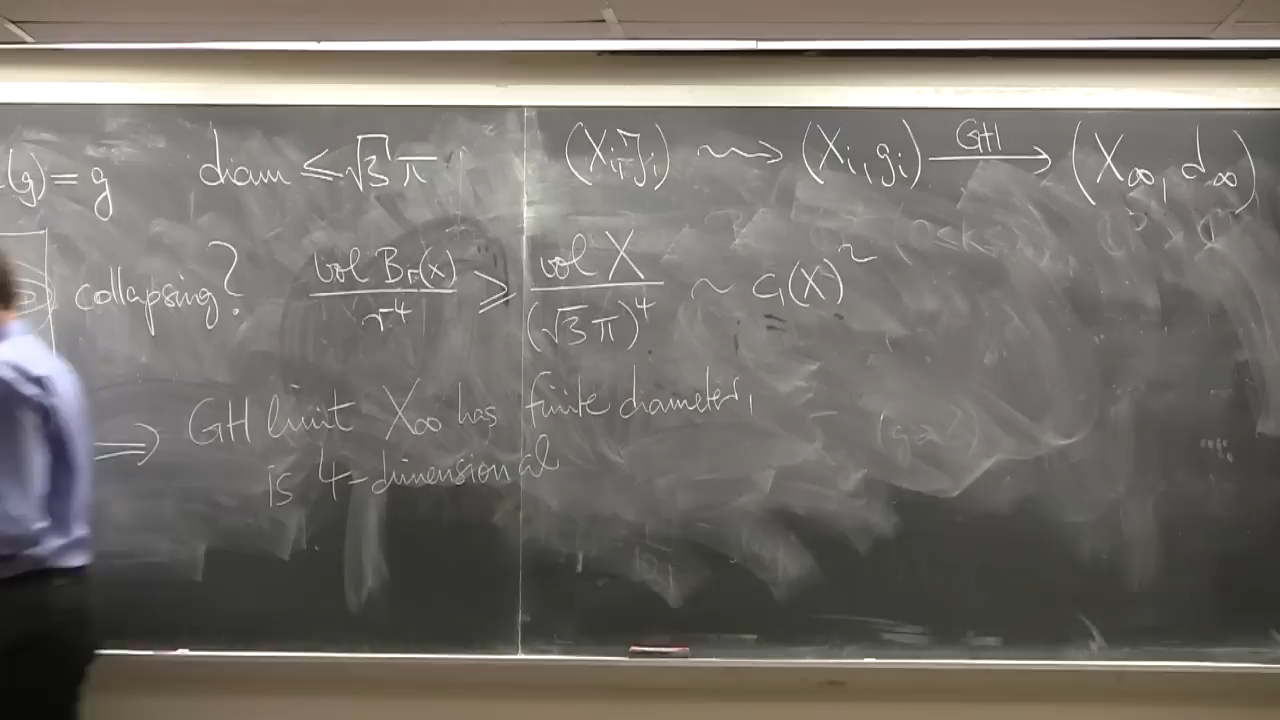 (g) = g diam ≤ √3 π (X_i, J_i) ⇝ (X_i, g_i) —GH→ (X_∞, d_∞)
collapsing? vol B_r(x) / r^4 ≥ vol X / (√3 π)^4 ~ c_1(X)^2
⇒ GH limit X_∞ has finite diameter,
is 4-dimensional